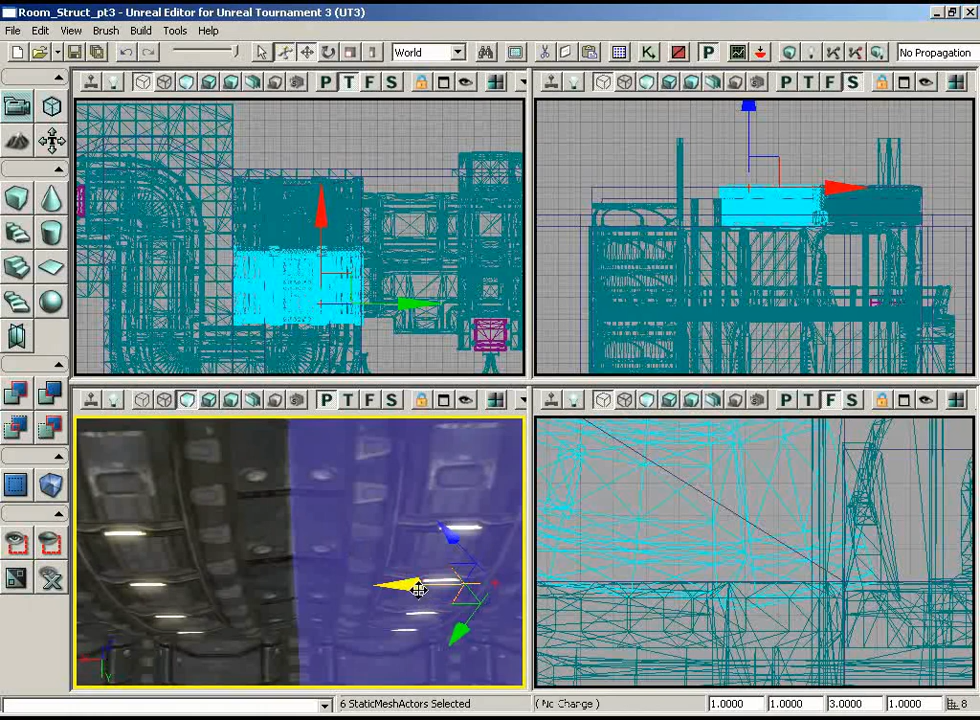 Room_Struct_pt3 - Unreal Editor for Unreal Tournament 3 (UT3)
File Edit View Brush Build Tools Help
World P No Propagation
P T F S P T F S
P T F S P T F S
Y
6 StaticMeshActors Selected (No Change) 1.0000 1.0000 3.0000 1.0000 8